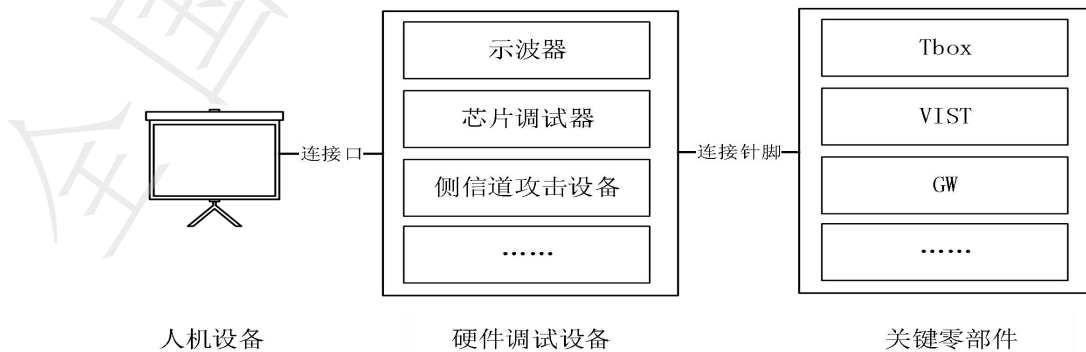 示波器
芯片调试器
侧信道攻击设备
……
Tbox
VIST
GW
……
连接口
连接针脚
人机设备
硬件调试设备
关键零部件
全国